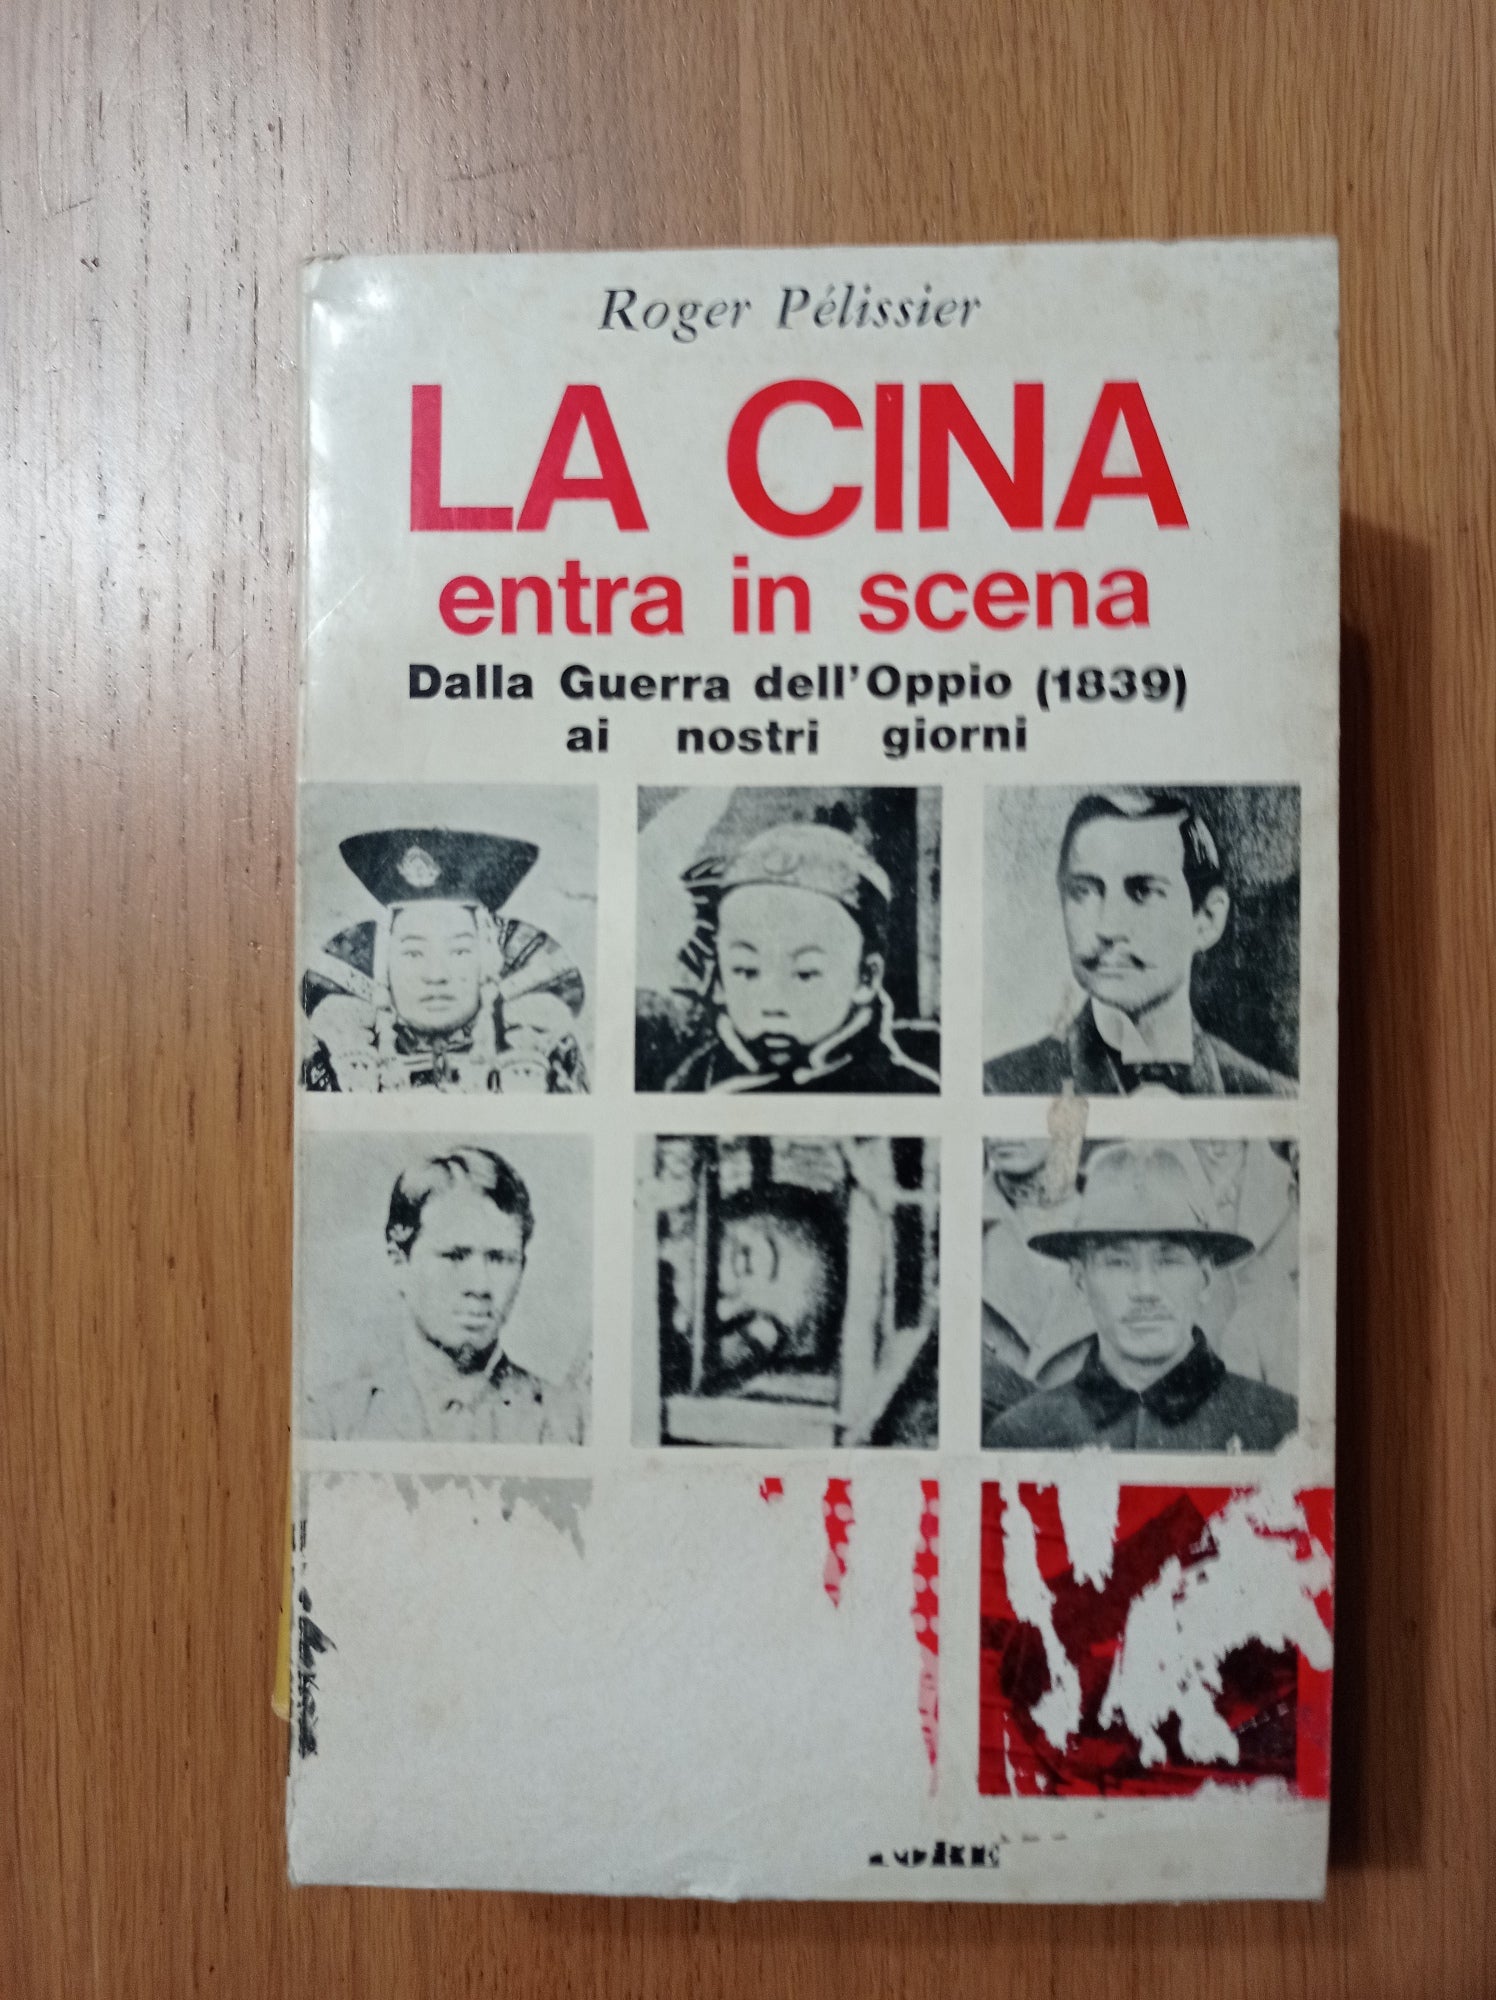 Roger Pélissier
LA CINA
entra in scena
Dalla Guerra dell'Oppio (1839)
ai nostri giorni